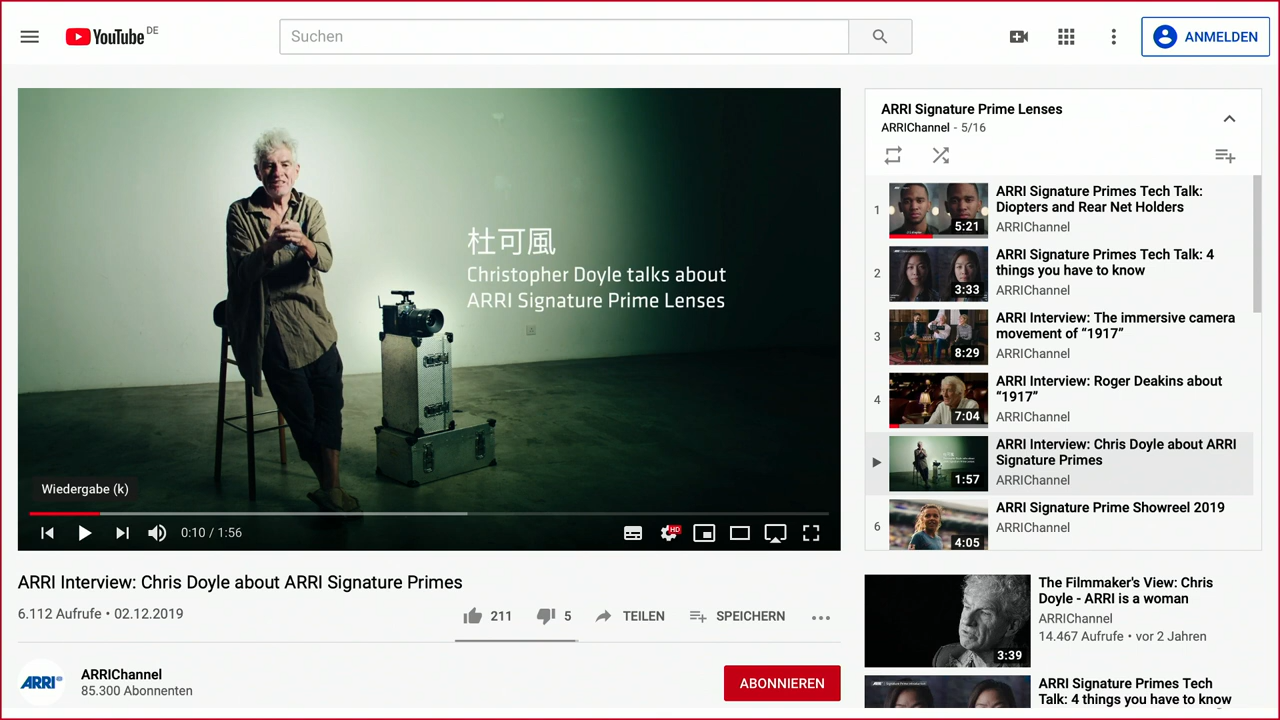 YouTube DE
Suchen
ANMELDEN
杜可風
Christopher Doyle talks about
ARRI Signature Prime Lenses
Wiedergabe (k)
0:10 / 1:56
HD
ARRI Interview: Chris Doyle about ARRI Signature Primes
6.112 Aufrufe • 02.12.2019
211
5
TEILEN
SPEICHERN
ARRI
ARRIChannel
85.300 Abonnenten
ABONNIEREN
ARRI Signature Prime Lenses
ARRIChannel - 5/16
1
5:21
ARRI Signature Primes Tech Talk:
Diopters and Rear Net Holders
ARRIChannel
2
3:33
ARRI Signature Primes Tech Talk: 4
things you have to know
ARRIChannel
3
8:29
ARRI Interview: The immersive camera
movement of “1917”
ARRIChannel
4
7:04
ARRI Interview: Roger Deakins about
“1917”
ARRIChannel
1:57
ARRI Interview: Chris Doyle about ARRI
Signature Primes
ARRIChannel
6
4:05
ARRI Signature Prime Showreel 2019
ARRIChannel
3:39
The Filmmaker's View: Chris
Doyle - ARRI is a woman
ARRIChannel
14.467 Aufrufe • vor 2 Jahren
ARRI Signature Primes Tech
Talk: 4 things you have to know